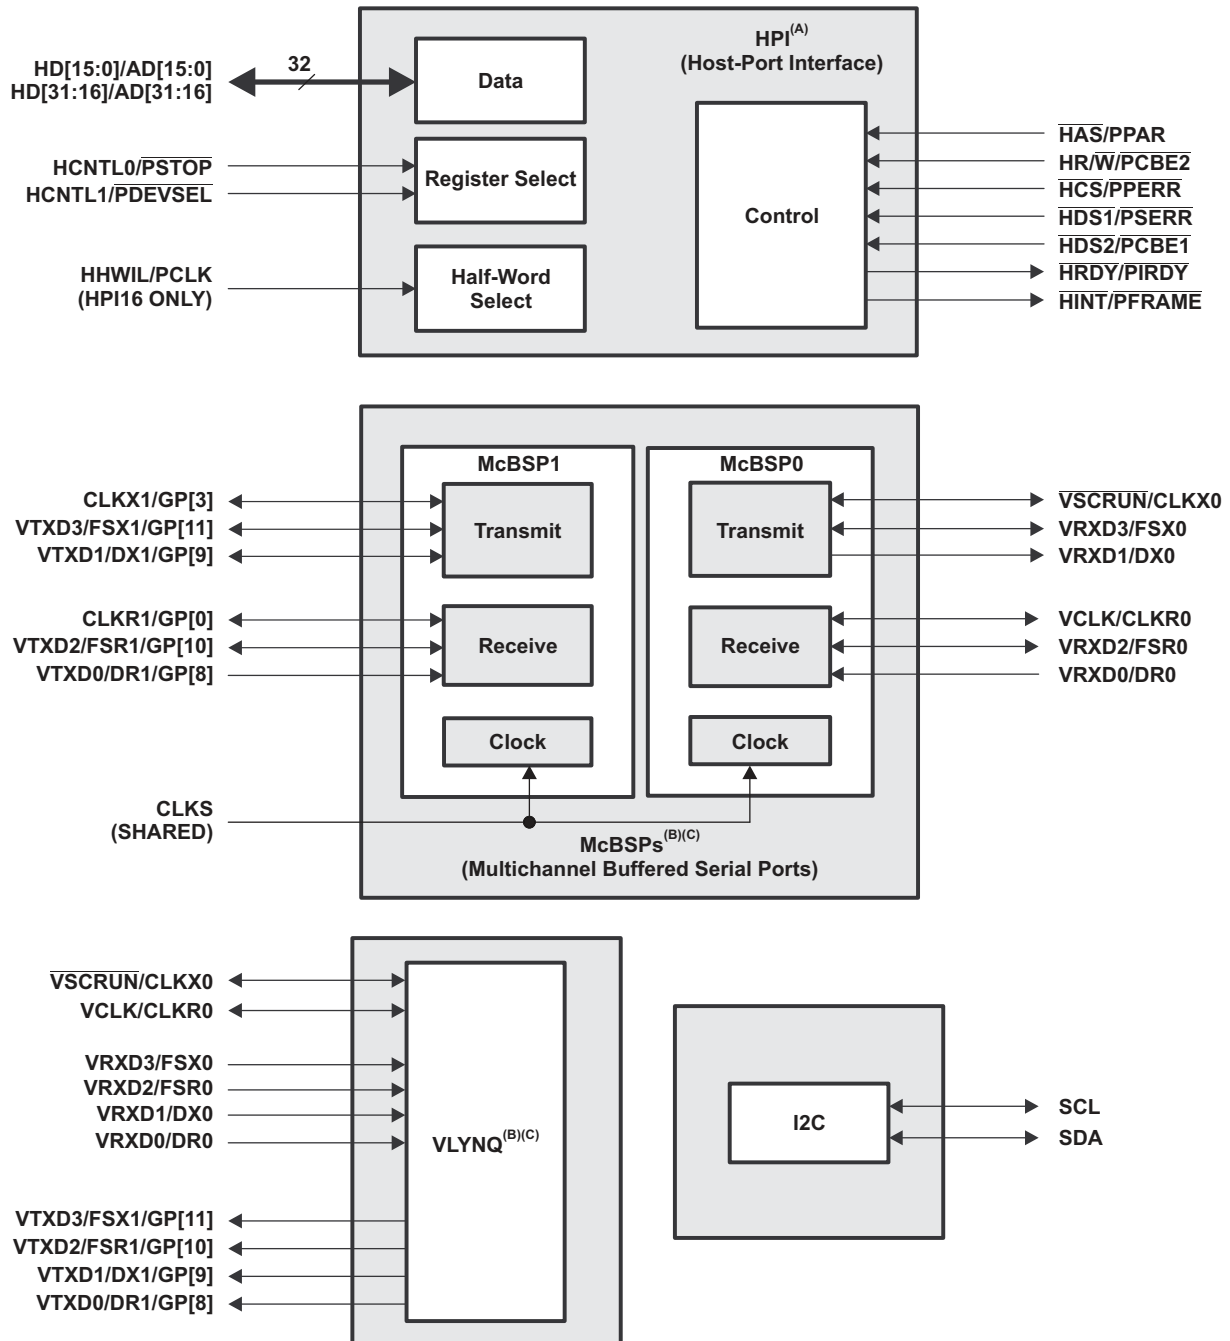 HPI(A)
(Host-Port Interface)
HD[15:0]/AD[15:0]
HD[31:16]/AD[31:16]
32
Data
HCNTL0/PSTOP
HCNTL1/PDEVSEL
Register Select
HHWIL/PCLK
(HPI16 ONLY)
Half-Word
Select
Control
HAS/PPAR
HR/W/PCBE2
HCS/PPERR
HDS1/PSERR
HDS2/PCBE1
HRDY/PIRDY
HINT/PFRAME
McBSP1
McBSP0
CLKX1/GP[3]
VTXD3/FSX1/GP[11]
VTXD1/DX1/GP[9]
Transmit
Transmit
VSCRUN/CLKX0
VRXD3/FSX0
VRXD1/DX0
CLKR1/GP[0]
VTXD2/FSR1/GP[10]
VTXD0/DR1/GP[8]
Receive
Receive
VCLK/CLKR0
VRXD2/FSR0
VRXD0/DR0
Clock
Clock
CLKS
(SHARED)
McBSPs(B)(C)
(Multichannel Buffered Serial Ports)
VSCRUN/CLKX0
VCLK/CLKR0
VRXD3/FSX0
VRXD2/FSR0
VRXD1/DX0
VRXD0/DR0
VLYNQ(B)(C)
VTXD3/FSX1/GP[11]
VTXD2/FSR1/GP[10]
VTXD1/DX1/GP[9]
VTXD0/DR1/GP[8]
I2C
SCL
SDA